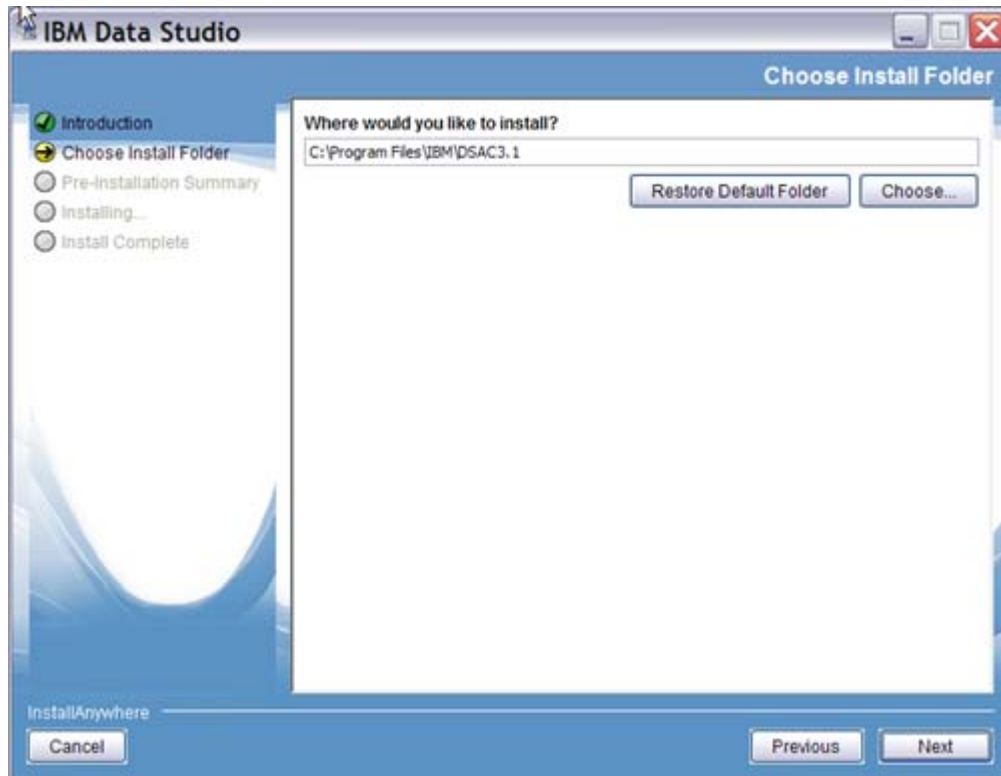 IBM Data Studio
Choose Install Folder
Introduction
Choose Install Folder
Pre-Installation Summary
Installing...
Install Complete
Where would you like to install?
C:\Program Files\IBM\DSAC3.1
Restore Default Folder
Choose...
InstallAnywhere
Cancel
Previous
Next